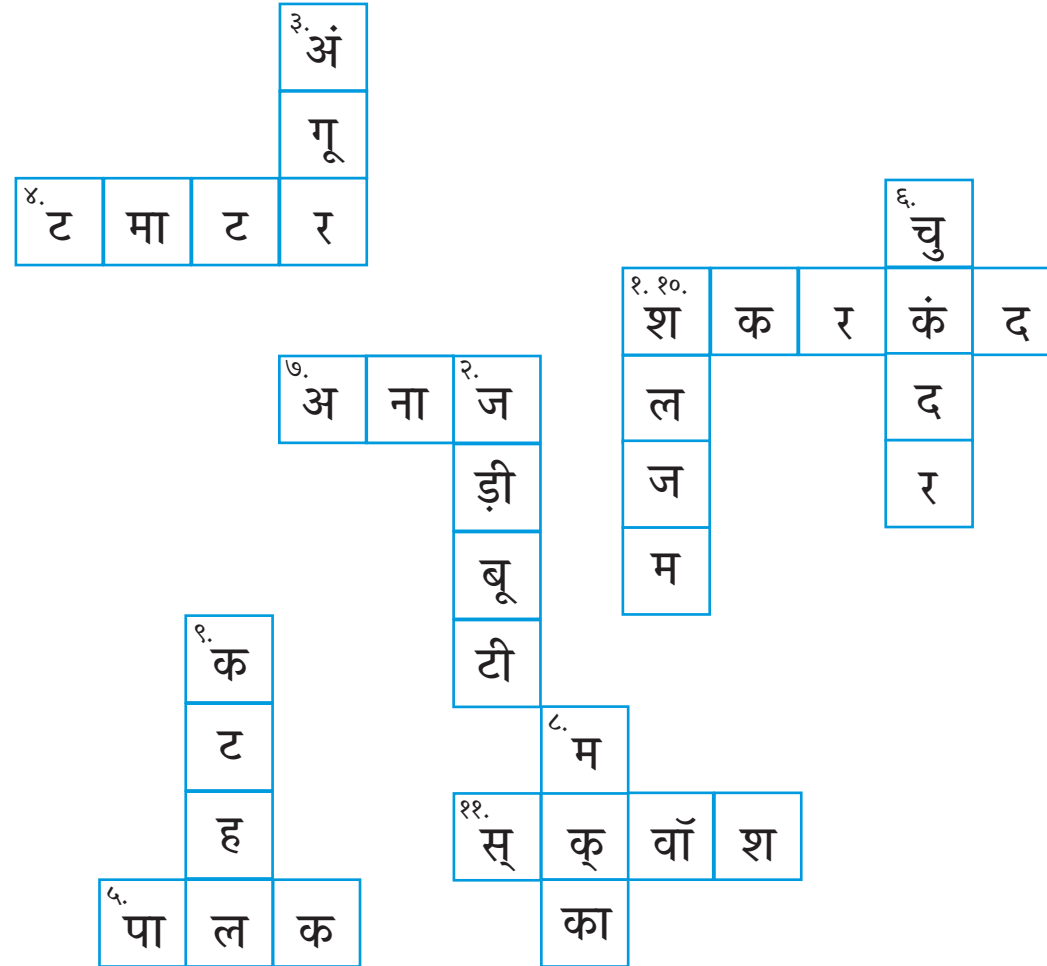 ३. अं
गू
४. ट मा ट र
६. चु
१. १०. श क र कं द
७. अ ना २. ज
ल
द
ड़ी
ज
र
बू
म
९. क
टी
ट
८. म
ह
११. स् क् वॉ श
५. पा ल क
का